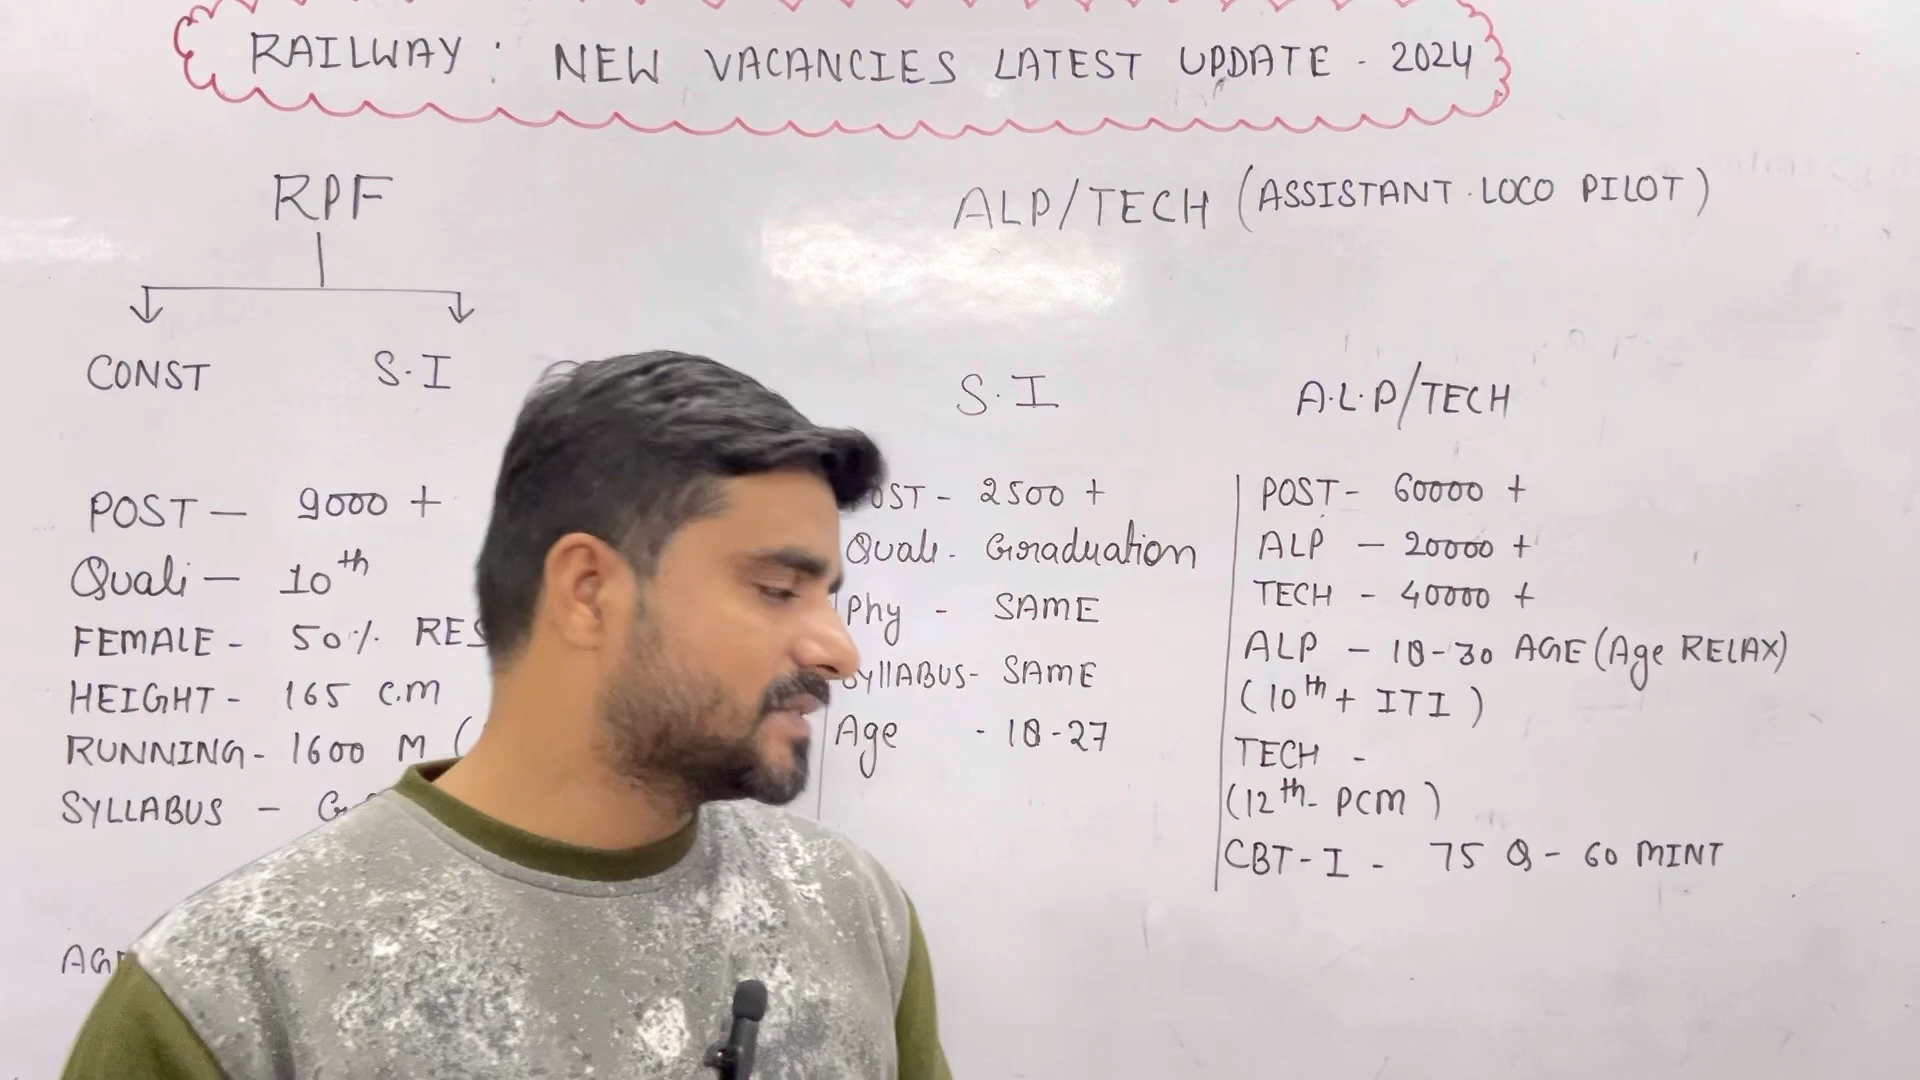 RAILWAY : NEW VACANCIES LATEST UPDATE - 2024
RPF
CONST
S.I
POST - 9000 +
Quali - 10th
FEMALE - 50%
HEIGHT - 165 C.M
RUNNING - 1600 M (
SYLLABUS -
ALP/TECH (ASSISTANT LOCO PILOT)
S.I
POST - 2500 +
Quali - Graduation
Phy - SAME
SYllABUS - SAME
Age - 18-27
A.L.P/TECH
POST - 60000 +
ALP - 20000 +
TECH - 40000 +
ALP - 18-30 AGE (Age RELAX)
(10th + ITI)
TECH -
(12th - PCM)
CBT-I - 75 Q - 60 MINT